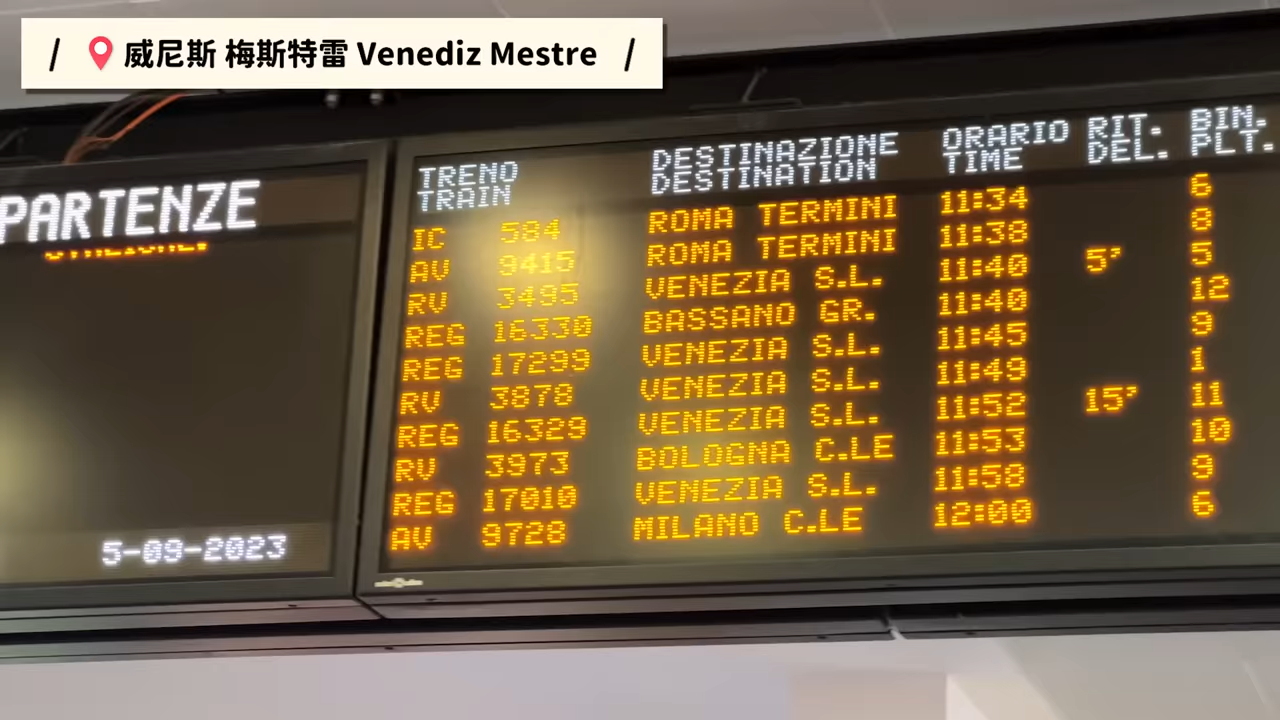 / 威尼斯 梅斯特雷 Venediz Mestre /
PARTENZE
5-09-2023
TRENO DESTINAZIONE ORARIO RIT. BIN.
TRAIN DESTINATION TIME DEL. PLT.
IC 584 ROMA TERMINI 11:34 6
AV 9415 ROMA TERMINI 11:38 8
RV 3495 VENEZIA S.L. 11:40 5' 5
REG 16330 BASSANO GR. 11:40 12
REG 17299 VENEZIA S.L. 11:45 9
RV 3878 VENEZIA S.L. 11:49 1
REG 16329 VENEZIA S.L. 11:52 15' 11
RV 3973 BOLOGNA C.LE 11:53 10
REG 17010 VENEZIA S.L. 11:58 9
AV 9728 MILANO C.LE 12:00 6